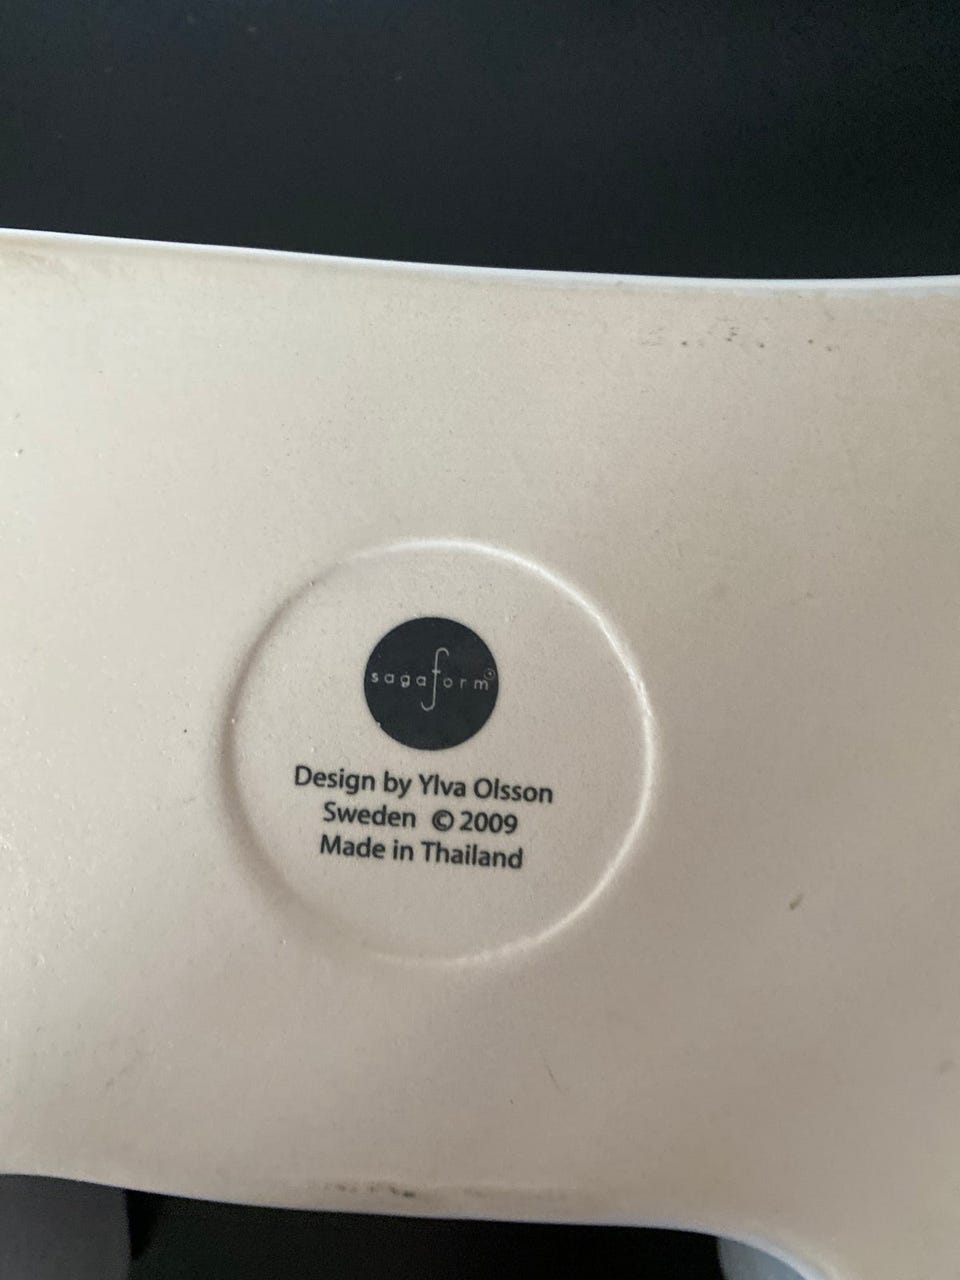 sagaform®
Design by Ylva Olsson
Sweden © 2009
Made in Thailand